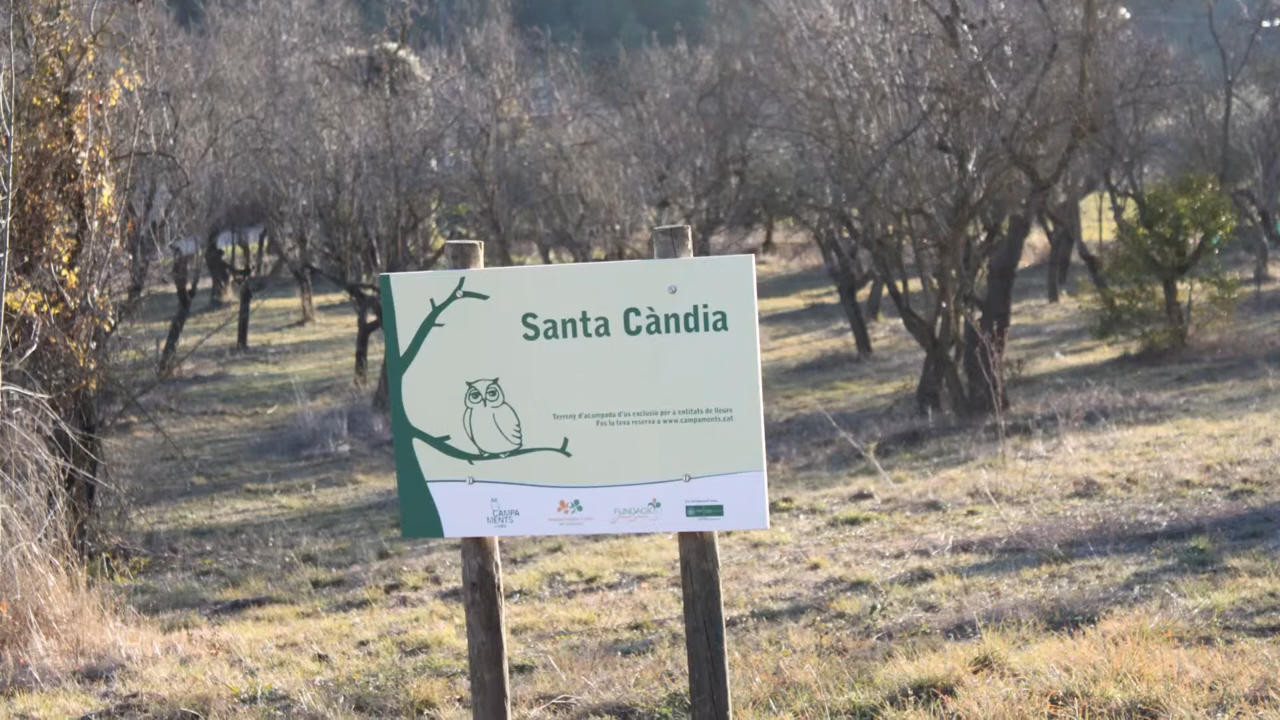 Santa Càndia
Terreny d'acampada d'us exclusiu per a entitats de lleure
Fes la teva reserva a www.campaments.cat
CAMPA
MENTS
FUNDACIÓ